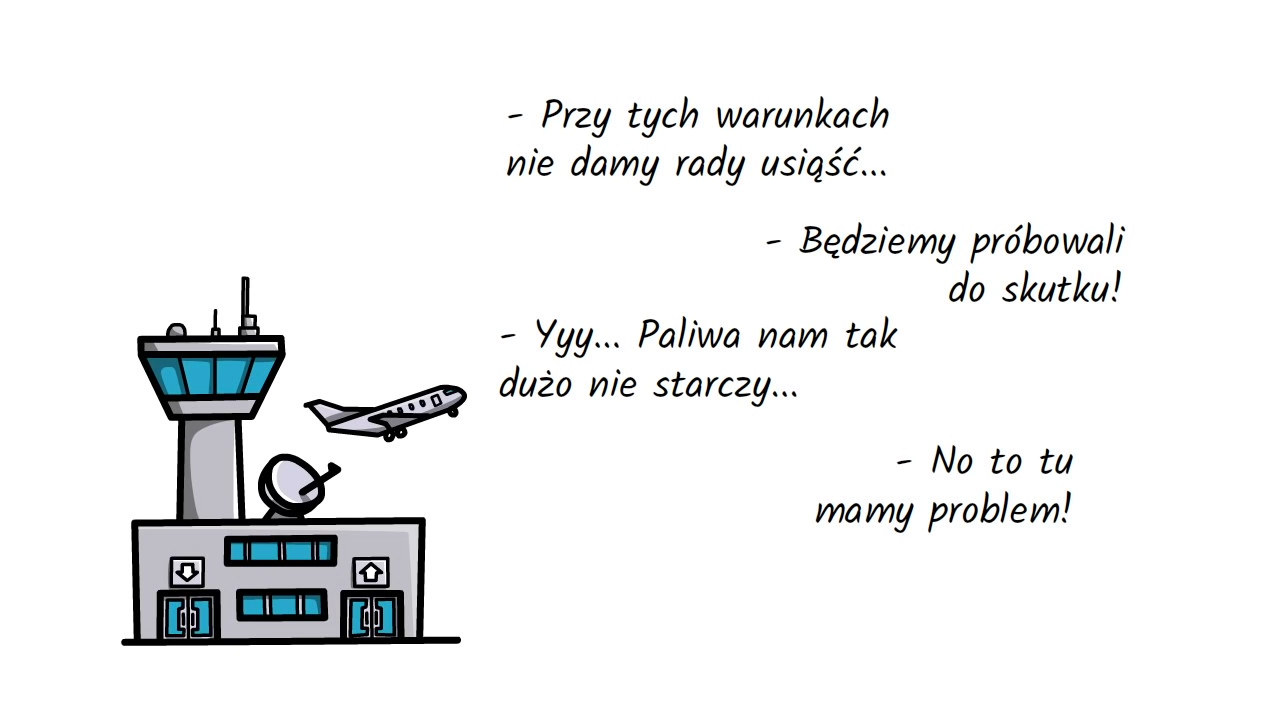 - Przy tych warunkach
nie damy rady usiąść...
- Będziemy próbowali
do skutku!
- Yyy... Paliwa nam tak
dużo nie starczy...
- No to tu
mamy problem!